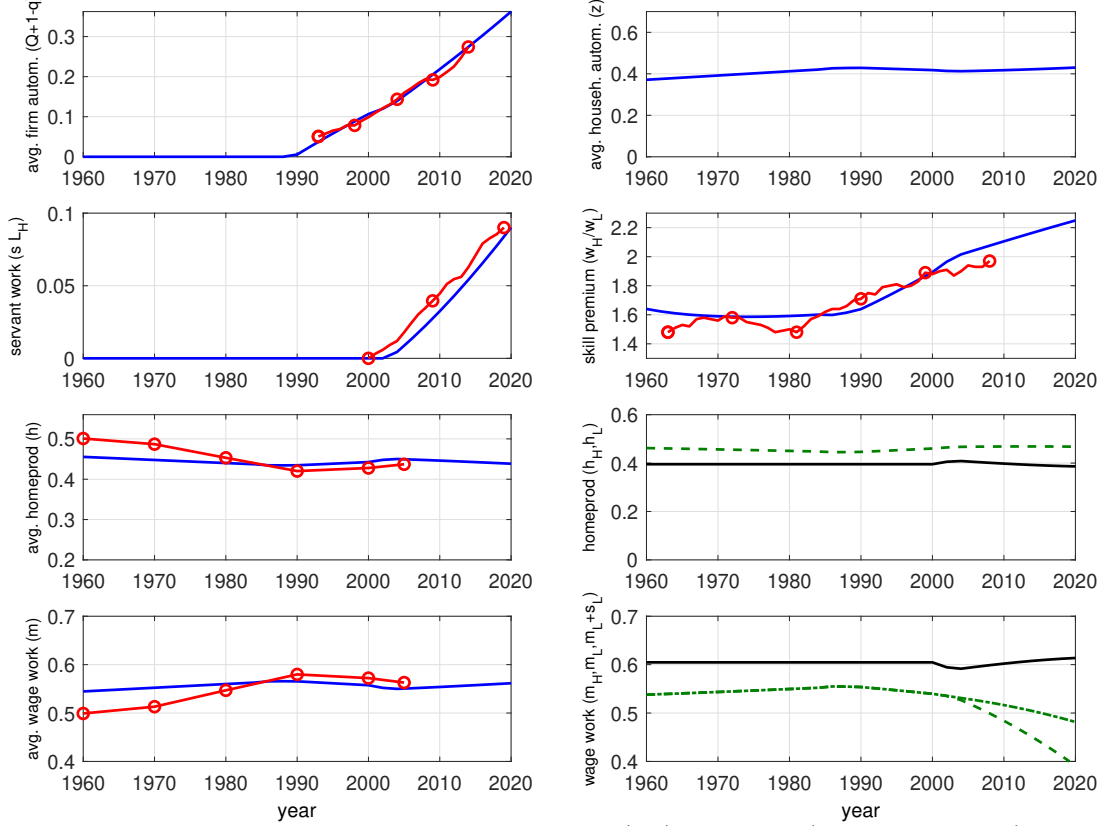 avg. firm autom. (Q+1-q
0.3
0.2
0.1
0
1960 1970 1980 1990 2000 2010 2020
avg. househ. autom. (z)
0.6
0.4
0.2
0
1960 1970 1980 1990 2000 2010 2020
servant work (s L_H)
0.1
0.05
0
1960 1970 1980 1990 2000 2010 2020
skill premium (w_H/w_L)
2.2
2
1.8
1.6
1.4
1960 1970 1980 1990 2000 2010 2020
avg. homeprod (h)
0.5
0.4
0.3
0.2
1960 1970 1980 1990 2000 2010 2020
homeprod (h_H,h_L)
0.6
0.4
0.2
0
1960 1970 1980 1990 2000 2010 2020
avg. wage work (m)
0.7
0.6
0.5
0.4
1960 1970 1980 1990 2000 2010 2020
year
wage work (m_H,m_L,m_L+s_L)
0.7
0.6
0.5
0.4
1960 1970 1980 1990 2000 2010 2020
year